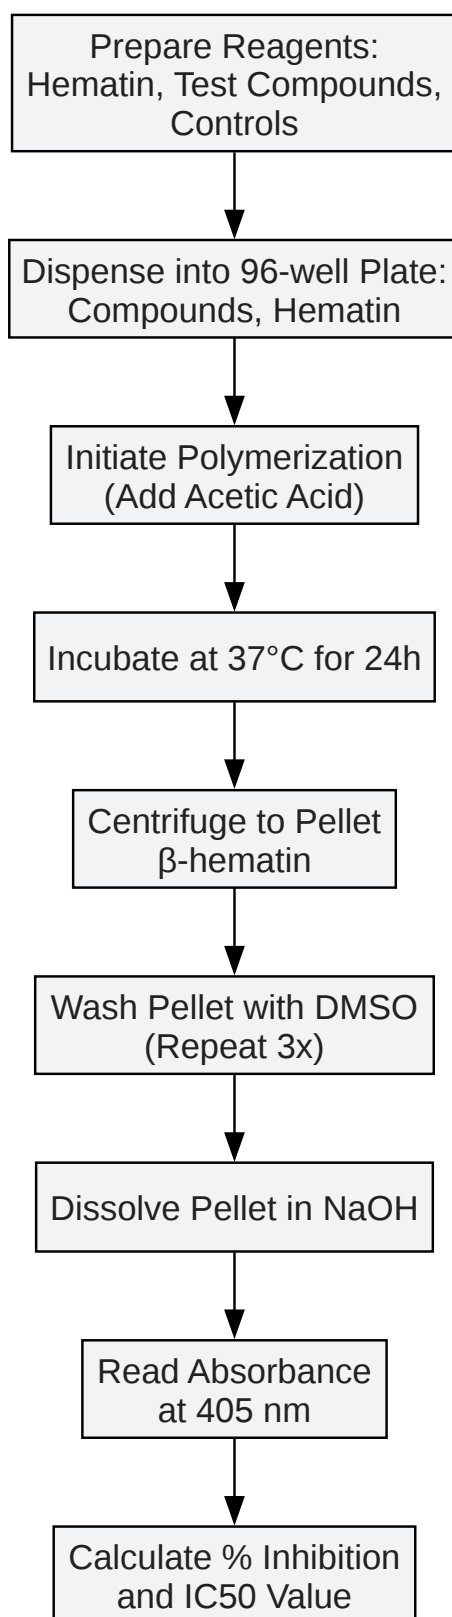 Prepare Reagents:
Hematin, Test Compounds,
Controls
Dispense into 96-well Plate:
Compounds, Hematin
Initiate Polymerization
(Add Acetic Acid)
Incubate at 37°C for 24h
Centrifuge to Pellet
β-hematin
Wash Pellet with DMSO
(Repeat 3x)
Dissolve Pellet in NaOH
Read Absorbance
at 405 nm
Calculate % Inhibition
and IC50 Value